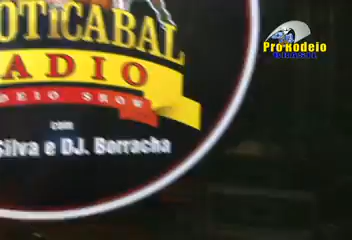 OTICABAL
ADIO
DEIO SHOW
com
Silva e DJ. Borracha
Pro Rodeio